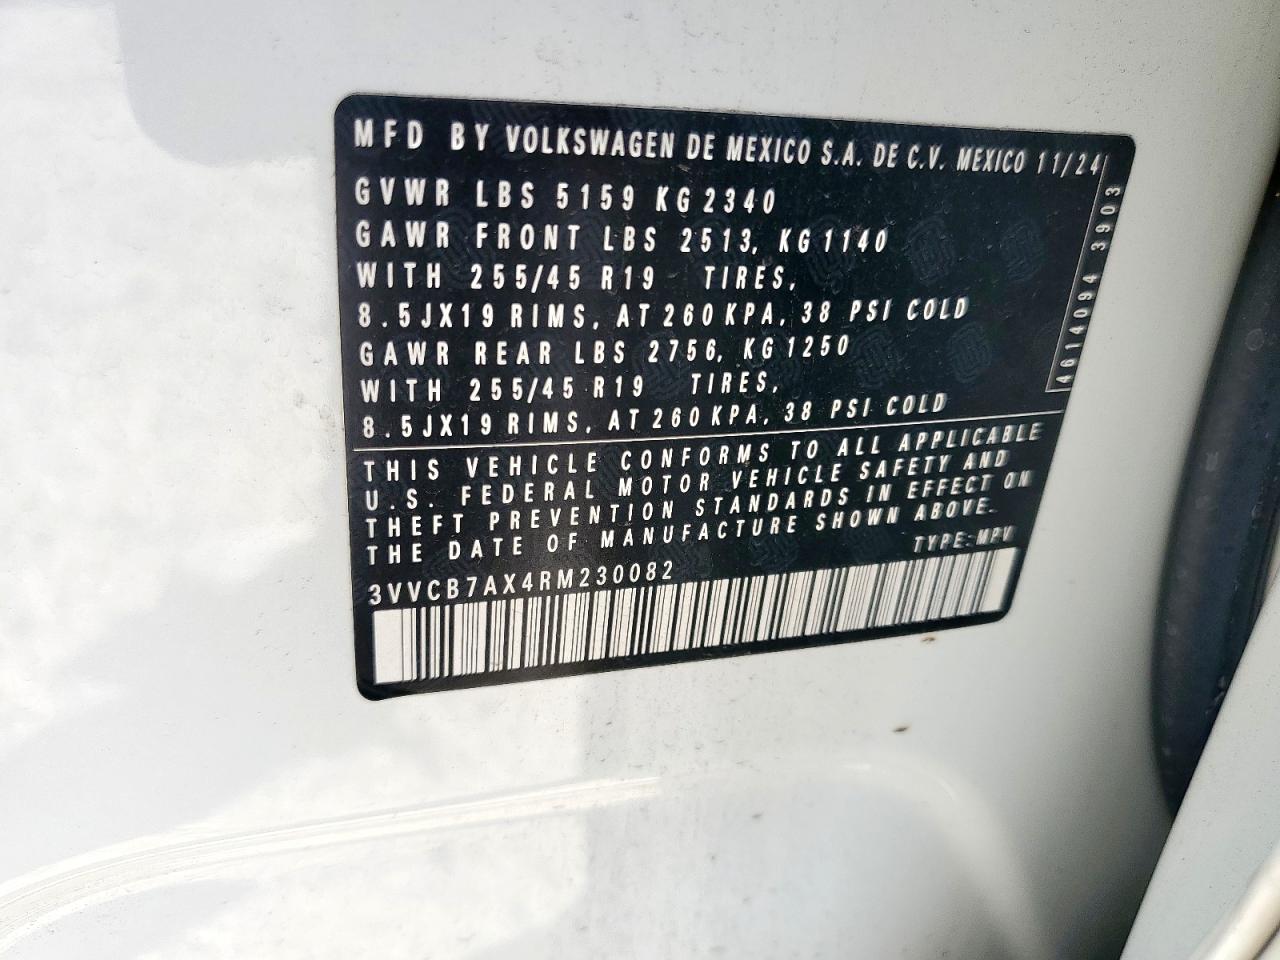 MFD BY VOLKSWAGEN DE MEXICO S.A. DE C.V. MEXICO 11/24
GVWR LBS 5159 KG 2340
GAWR FRONT LBS 2513, KG 1140
WITH 255/45 R19 TIRES,
8.5JX19 RIMS, AT 260 KPA, 38 PSI COLD
GAWR REAR LBS 2756, KG 1250
WITH 255/45 R19 TIRES,
8.5JX19 RIMS, AT 260 KPA, 38 PSI COLD
4614094 3903
THIS VEHICLE CONFORMS TO ALL APPLICABLE
U.S. FEDERAL MOTOR VEHICLE SAFETY AND
THEFT PREVENTION STANDARDS IN EFFECT ON
THE DATE OF MANUFACTURE SHOWN ABOVE.
TYPE: MPV
3VVCB7AX4RM230082